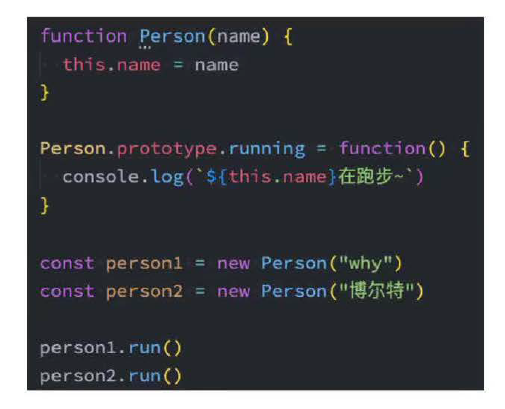 function Person(name) {
  this.name = name
}

Person.prototype.running = function() {
  console.log(`${this.name}在跑步~`)
}

const person1 = new Person("why")
const person2 = new Person("博尔特")

person1.run()
person2.run()